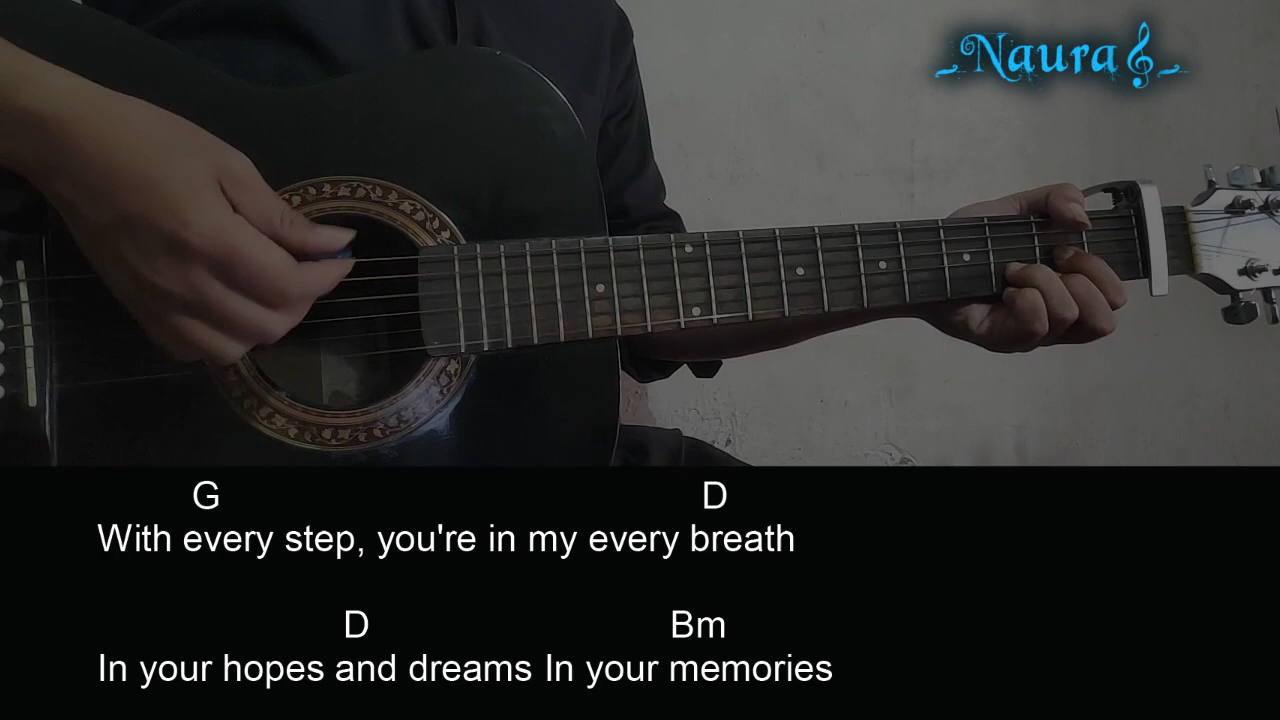 Naura
G D
With every step, you're in my every breath
D Bm
In your hopes and dreams In your memories